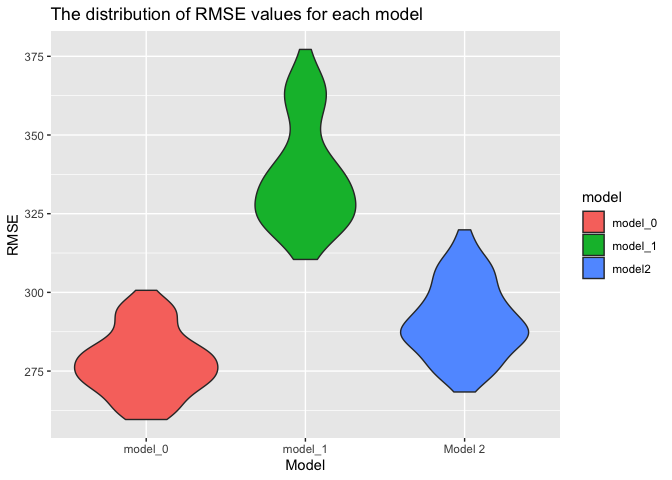 The distribution of RMSE values for each model
375
350
325
300
275
RMSE
model_0
model_1
Model 2
Model
model
model_0
model_1
model2